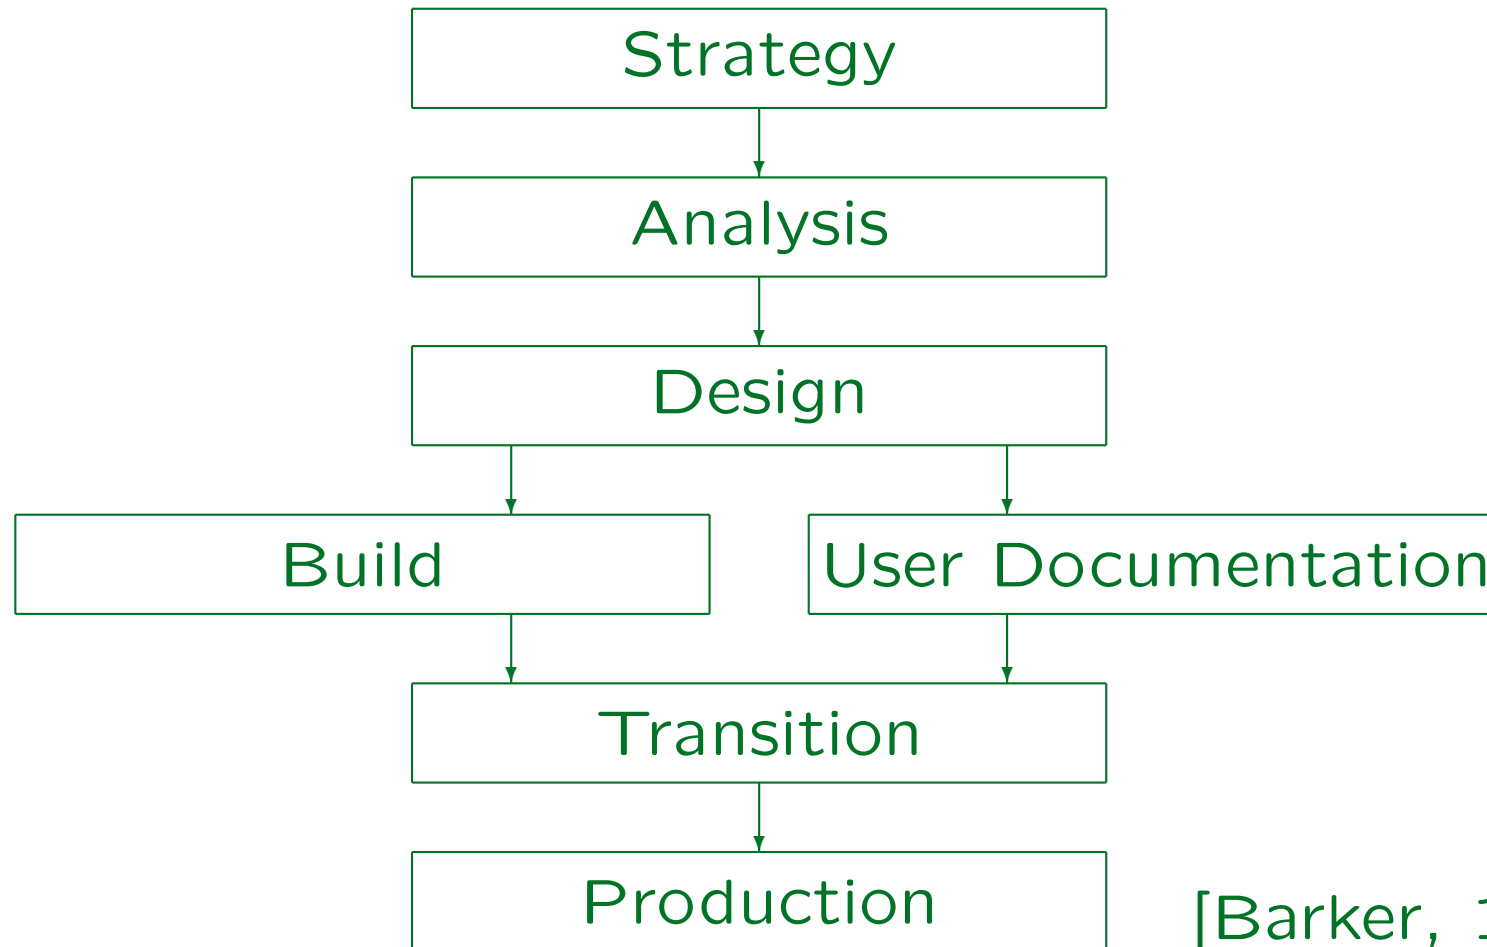 Strategy
Analysis
Design
Build
User Documentation
Transition
Production
[Barker,